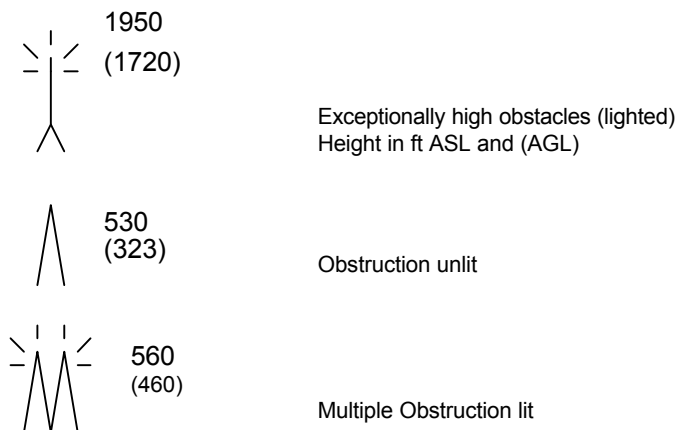 1950
(1720)
Exceptionally high obstacles (lighted)
Height in ft ASL and (AGL)
530
(323)
Obstruction unlit
560
(460)
Multiple Obstruction lit